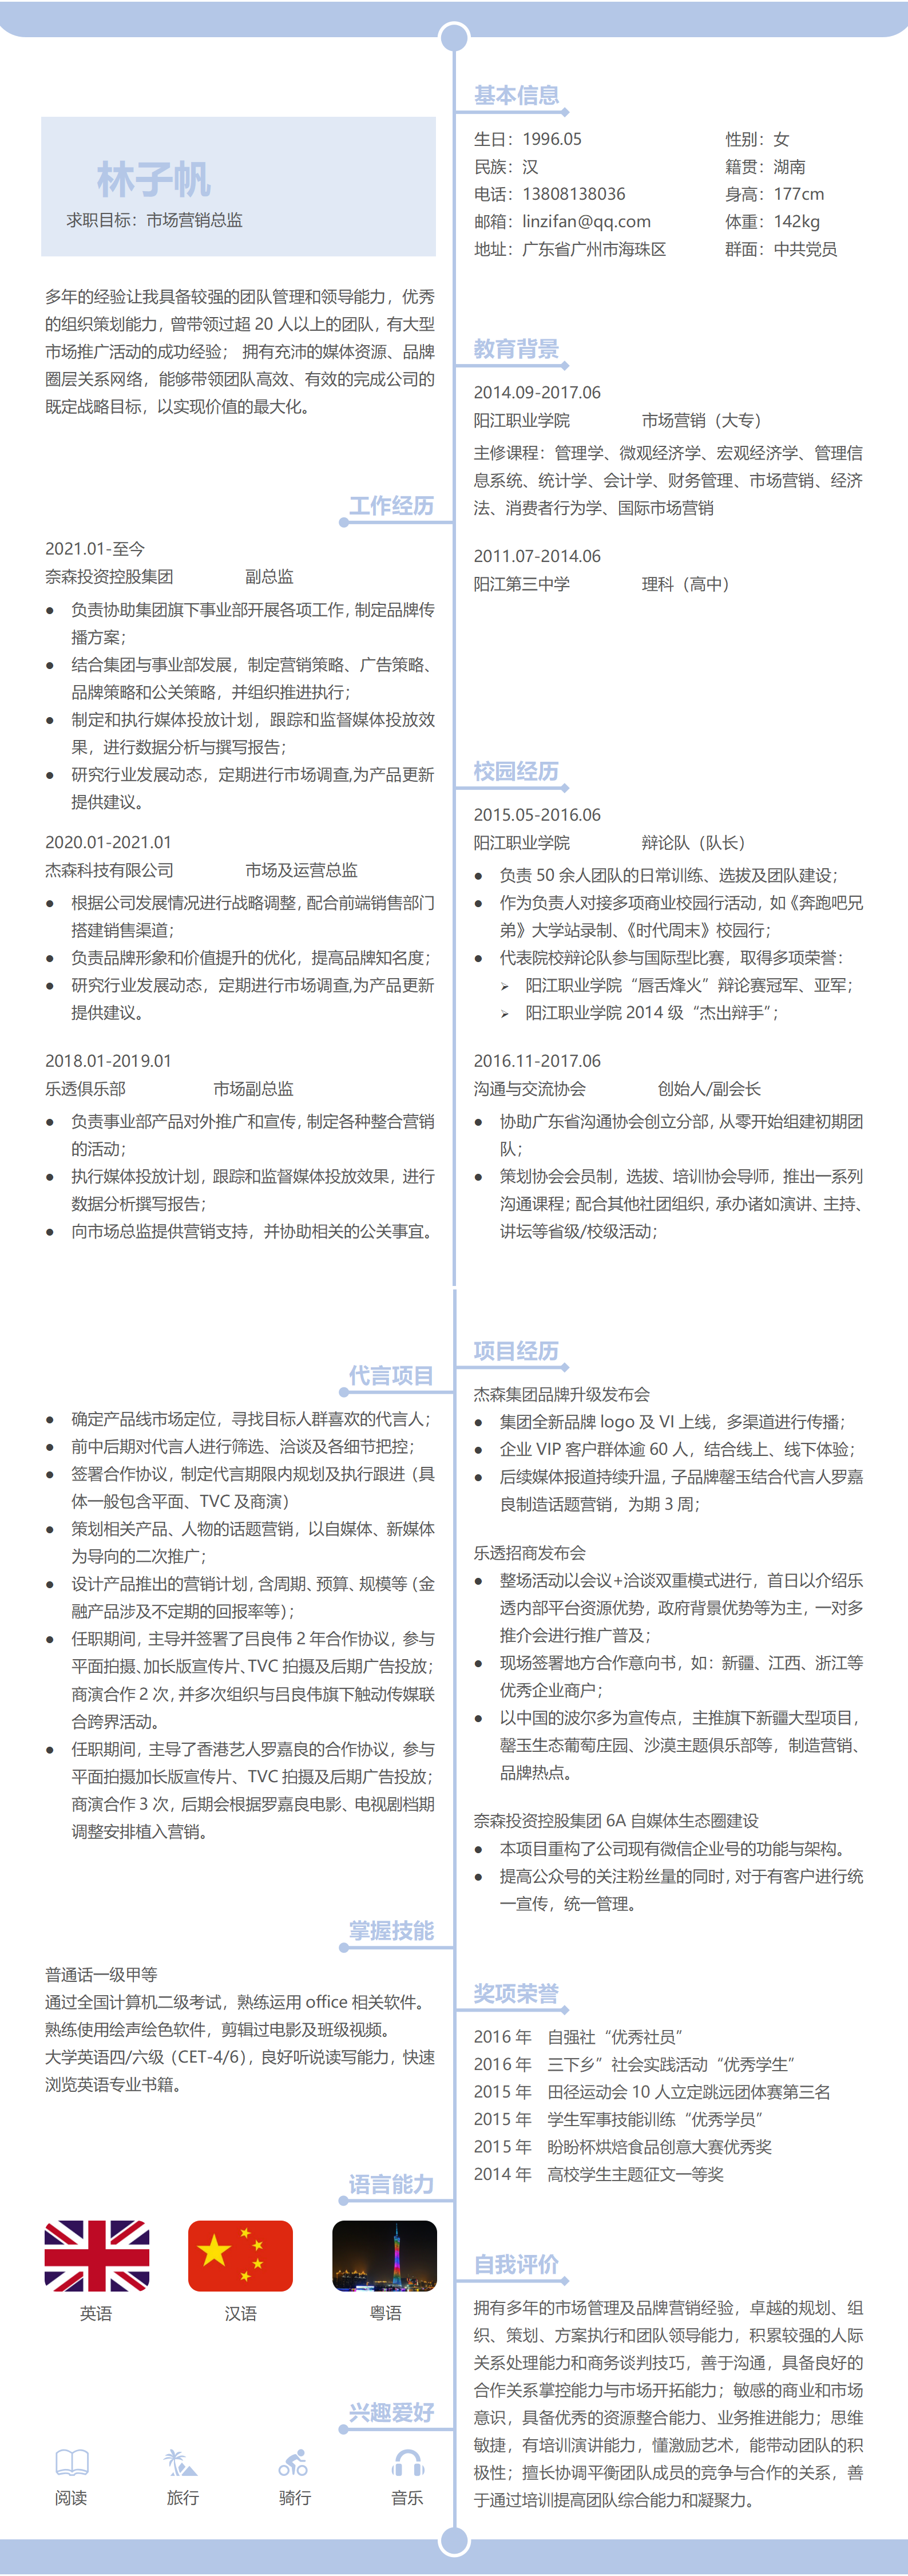 林子帆
求职目标：市场营销总监
多年的经验让我具备较强的团队管理和领导能力，优秀
的组织策划能力，曾带领过超 20 人以上的团队，有大型
市场推广活动的成功经验； 拥有充沛的媒体资源、品牌
圈层关系网络，能够带领团队高效、有效的完成公司的
既定战略目标，以实现价值的最大化。
工作经历
2021.01-至今
奈森投资控股集团 副总监
● 负责协助集团旗下事业部开展各项工作，制定品牌传
播方案；
● 结合集团与事业部发展，制定营销策略、广告策略、
品牌策略和公关策略，并组织推进执行；
● 制定和执行媒体投放计划，跟踪和监督媒体投放效
果，进行数据分析与撰写报告；
● 研究行业发展动态，定期进行市场调查,为产品更新
提供建议。
2020.01-2021.01
杰森科技有限公司 市场及运营总监
● 根据公司发展情况进行战略调整，配合前端销售部门
搭建销售渠道；
● 负责品牌形象和价值提升的优化，提高品牌知名度；
● 研究行业发展动态，定期进行市场调查,为产品更新
提供建议。
2018.01-2019.01
乐透俱乐部 市场副总监
● 负责事业部产品对外推广和宣传，制定各种整合营销
的活动；
● 执行媒体投放计划，跟踪和监督媒体投放效果，进行
数据分析撰写报告；
● 向市场总监提供营销支持，并协助相关的公关事宜。
基本信息
生日：1996.05 性别：女
民族：汉 籍贯：湖南
电话：13808138036 身高：177cm
邮箱：linzifan@qq.com 体重：142kg
地址：广东省广州市海珠区 群面：中共党员
教育背景
2014.09-2017.06
阳江职业学院 市场营销（大专）
主修课程：管理学、微观经济学、宏观经济学、管理信
息系统、统计学、会计学、财务管理、市场营销、经济
法、消费者行为学、国际市场营销
2011.07-2014.06
阳江第三中学 理科（高中）
校园经历
2015.05-2016.06
阳江职业学院 辩论队（队长）
● 负责 50 余人团队的日常训练、选拔及团队建设；
● 作为负责人对接多项商业校园行活动，如《奔跑吧兄
弟》大学站录制、《时代周末》校园行；
● 代表院校辩论队参与国际型比赛，取得多项荣誉：
➢ 阳江职业学院“唇舌烽火”辩论赛冠军、亚军；
➢ 阳江职业学院 2014 级“杰出辩手”；
2016.11-2017.06
沟通与交流协会 创始人/副会长
● 协助广东省沟通协会创立分部，从零开始组建初期团
队；
● 策划协会会员制，选拔、培训协会导师，推出一系列
沟通课程；配合其他社团组织，承办诸如演讲、主持、
讲坛等省级/校级活动；
代言项目
● 确定产品线市场定位，寻找目标人群喜欢的代言人；
● 前中后期对代言人进行筛选、洽谈及各细节把控；
● 签署合作协议，制定代言期限内规划及执行跟进（具
体一般包含平面、TVC 及商演）
● 策划相关产品、人物的话题营销，以自媒体、新媒体
为导向的二次推广；
● 设计产品推出的营销计划，含周期、预算、规模等（金
融产品涉及不定期的回报率等）；
● 任职期间，主导并签署了吕良伟 2 年合作协议，参与
平面拍摄、加长版宣传片、TVC 拍摄及后期广告投放；
商演合作 2 次，并多次组织与吕良伟旗下触动传媒联
合跨界活动。
● 任职期间，主导了香港艺人罗嘉良的合作协议，参与
平面拍摄加长版宣传片、TVC 拍摄及后期广告投放；
商演合作 3 次，后期会根据罗嘉良电影、电视剧档期
调整安排植入营销。
掌握技能
普通话一级甲等
通过全国计算机二级考试，熟练运用 office 相关软件。
熟练使用绘声绘色软件，剪辑过电影及班级视频。
大学英语四/六级（CET-4/6），良好听说读写能力，快速
浏览英语专业书籍。
语言能力
英语 汉语 粤语
兴趣爱好
阅读 旅行 骑行 音乐
项目经历
杰森集团品牌升级发布会
● 集团全新品牌 logo 及 VI 上线，多渠道进行传播；
● 企业 VIP 客户群体逾 60 人，结合线上、线下体验；
● 后续媒体报道持续升温，子品牌罄玉结合代言人罗嘉
良制造话题营销，为期 3 周；
乐透招商发布会
● 整场活动以会议+洽谈双重模式进行，首日以介绍乐
透内部平台资源优势，政府背景优势等为主，一对多
推介会进行推广普及；
● 现场签署地方合作意向书，如：新疆、江西、浙江等
优秀企业商户；
● 以中国的波尔多为宣传点，主推旗下新疆大型项目，
罄玉生态葡萄庄园、沙漠主题俱乐部等，制造营销、
品牌热点。
奈森投资控股集团 6A 自媒体生态圈建设
● 本项目重构了公司现有微信企业号的功能与架构。
● 提高公众号的关注粉丝量的同时，对于有客户进行统
一宣传，统一管理。
奖项荣誉
2016 年 自强社“优秀社员”
2016 年 三下乡”社会实践活动“优秀学生”
2015 年 田径运动会 10 人立定跳远团体赛第三名
2015 年 学生军事技能训练“优秀学员”
2015 年 盼盼杯烘焙食品创意大赛优秀奖
2014 年 高校学生主题征文一等奖
自我评价
拥有多年的市场管理及品牌营销经验，卓越的规划、组
织、策划、方案执行和团队领导能力，积累较强的人际
关系处理能力和商务谈判技巧，善于沟通，具备良好的
合作关系掌控能力与市场开拓能力；敏感的商业和市场
意识，具备优秀的资源整合能力、业务推进能力；思维
敏捷，有培训演讲能力，懂激励艺术，能带动团队的积
极性；擅长协调平衡团队成员的竞争与合作的关系，善
于通过培训提高团队综合能力和凝聚力。